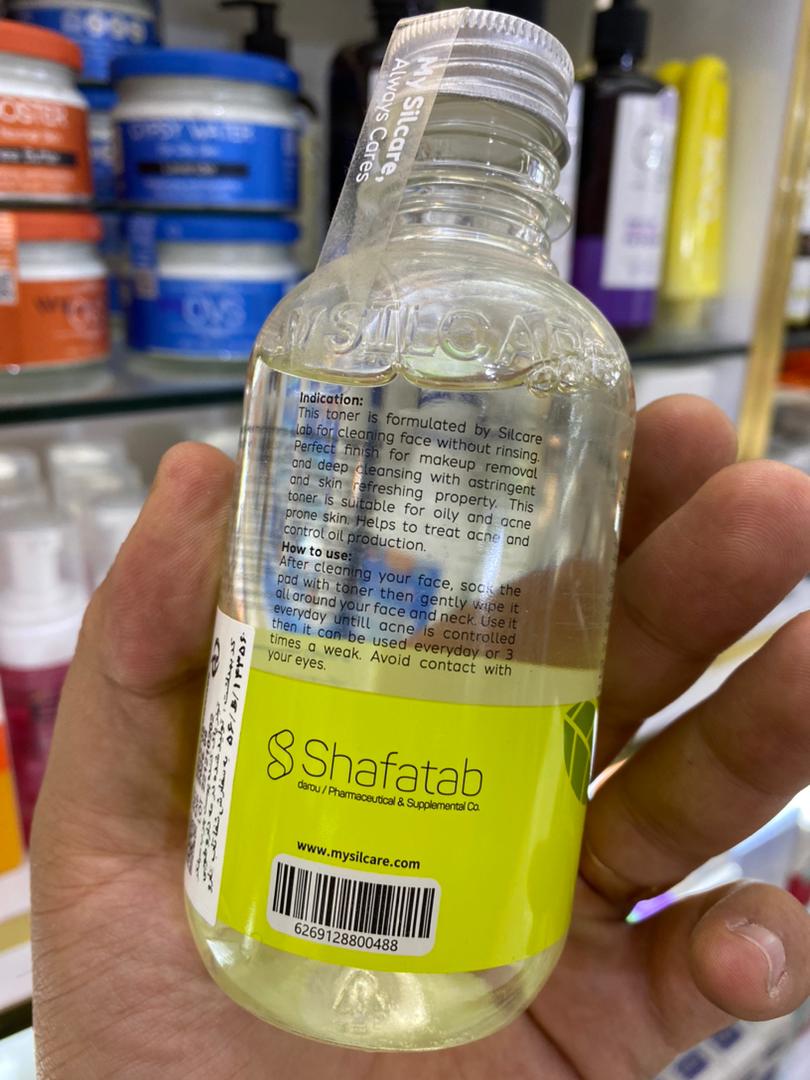 My Silcare,
Always Cares
MYSILCARE
GYPSY WATER
Indication:
This toner is formulated by Silcare
lab for cleaning face without rinsing.
Perfect finish for makeup removal
and deep cleansing with astringent
and skin refreshing property. This
toner is suitable for oily and acne
prone skin. Helps to treat acne and
control oil production.
How to use:
After cleaning your face, soak the
pad with toner then gently wipe it
all around your face and neck. Use it
everyday untill acne is controlled
then it can be used everyday or 3
times a weak. Avoid contact with
your eyes.
Shafatab
darou / Pharmaceutical & Supplemental Co.
www.mysilcare.com
6269128800488